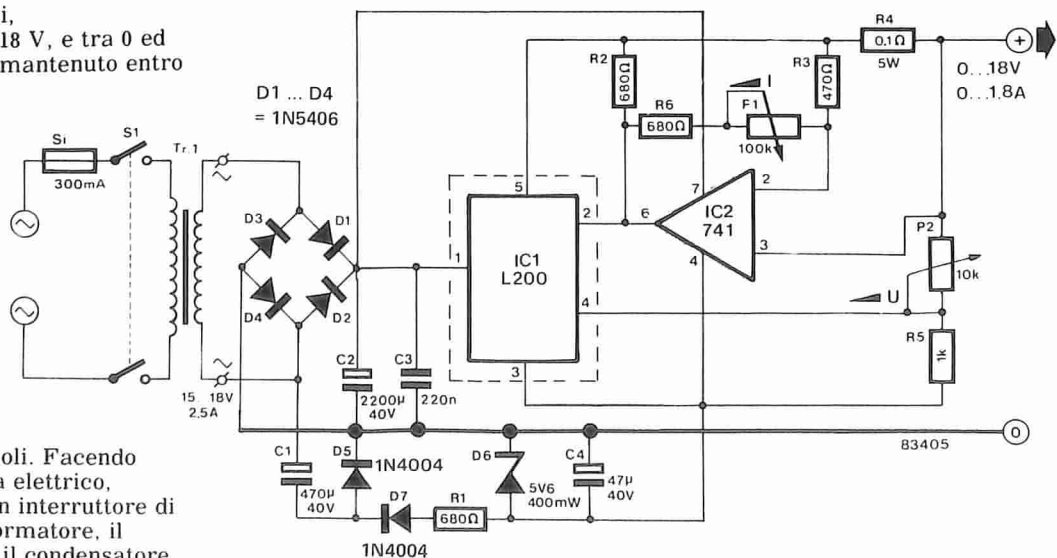 i,
18 V, e tra 0 ed
mantenuto entro
D1 ... D4
= 1N5406
Si
300mA
S1
Tr.1
15...18V
2,5A
D3
D1
D4
D2
C2
2200µ
40V
C3
220n
1
5
2
4
3
IC1
L200
R2
680Ω
R6
680Ω
I
P1
100k
R3
470Ω
R4
0.1Ω
5W
+
0...18V
0...1,8A
7
6
2
3
4
IC2
741
P2
10k
U
R5
1k
83405
0
C1
470µ
40V
D5
1N4004
D7
1N4004
R1
680Ω
D6
5V6
400mW
C4
47µ
40V
oli. Facendo
a elettrico,
n interruttore di
ormatore, il
il condensatore